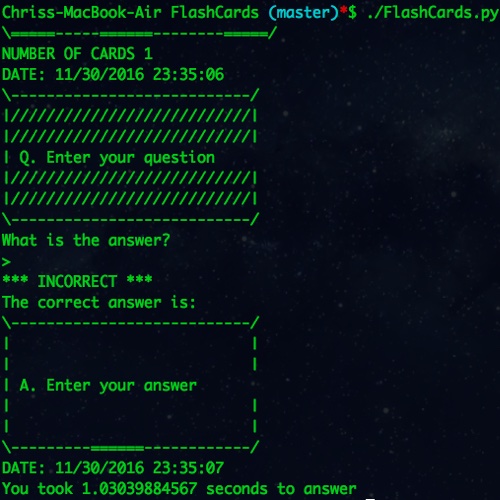 Chriss-MacBook-Air FlashCards (master)*$ ./FlashCards.py
\=====-----======--------=====/
NUMBER OF CARDS 1
DATE: 11/30/2016 23:35:06
\---------------------------/
|///////////////////////////|
|///////////////////////////|
| Q. Enter your question
|///////////////////////////|
|///////////////////////////|
\---------------------------/
What is the answer?
>
*** INCORRECT ***
The correct answer is:
\---------------------------/
| |
| |
| A. Enter your answer
| |
| |
\---------======------------/
DATE: 11/30/2016 23:35:07
You took 1.03039884567 seconds to answer